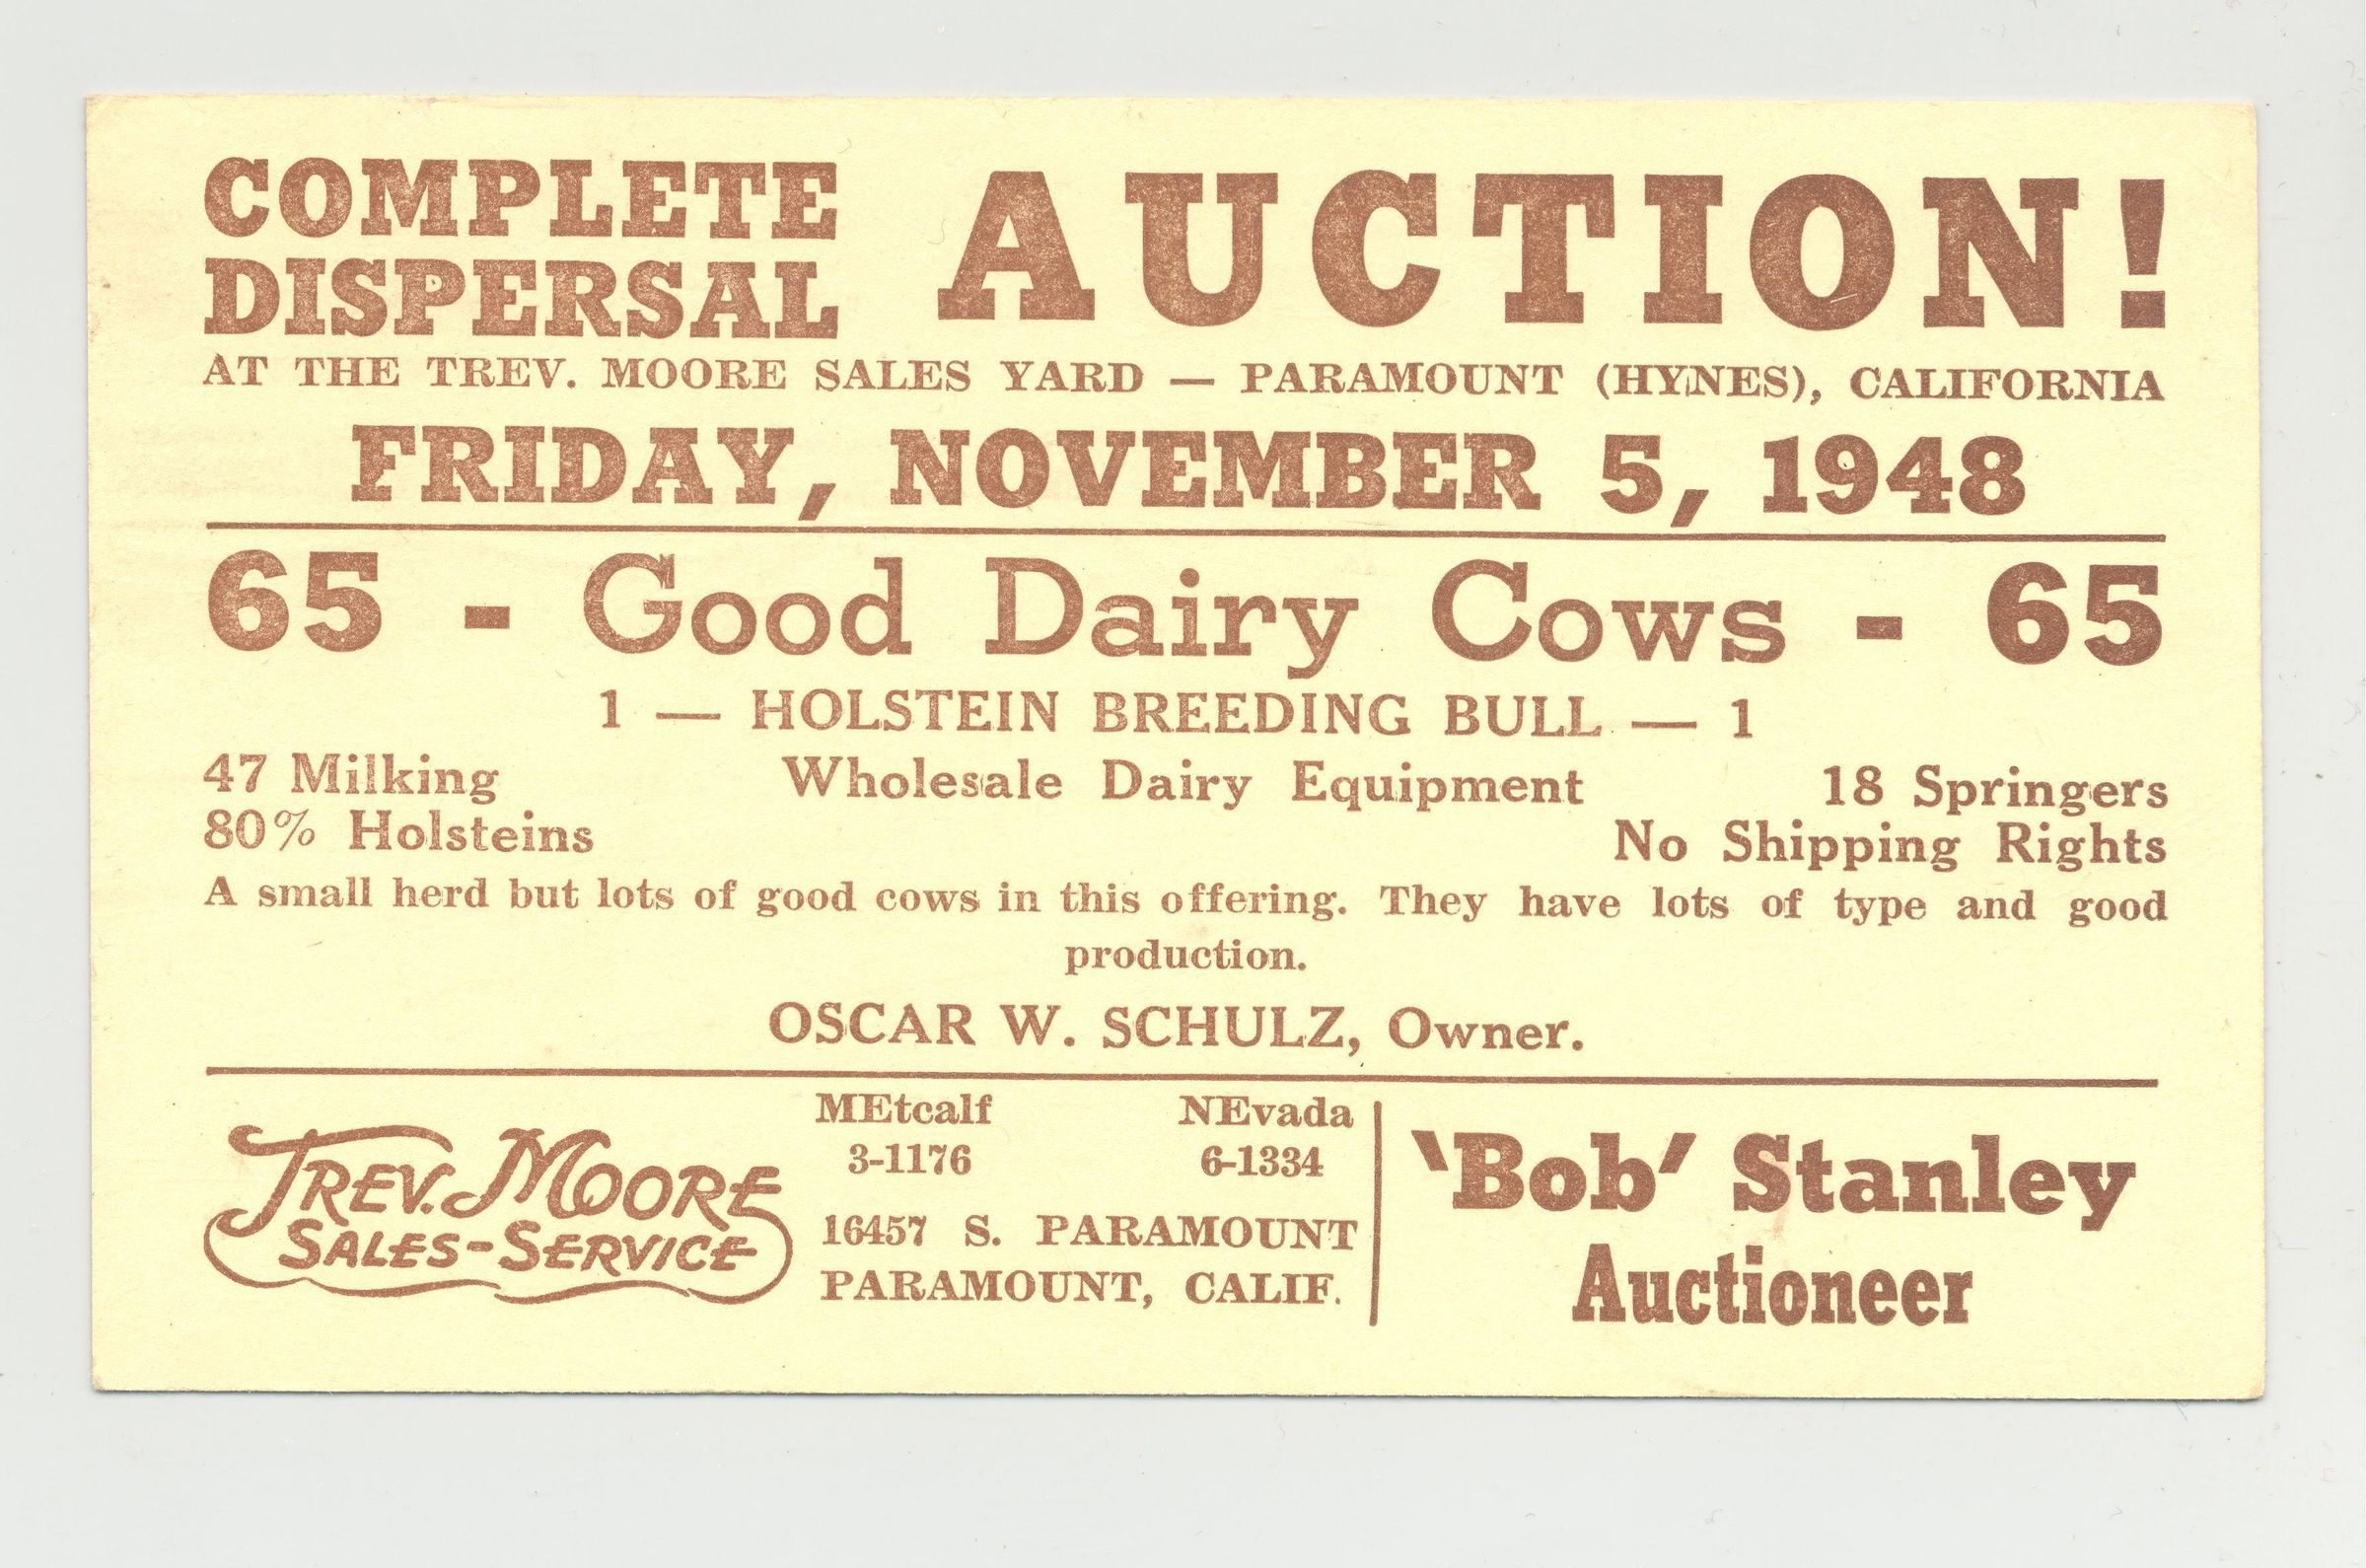 COMPLETE
DISPERSAL
AUCTION!
AT THE TREV. MOORE SALES YARD — PARAMOUNT (HYNES), CALIFORNIA
FRIDAY, NOVEMBER 5, 1948
65 - Good Dairy Cows - 65
1 — HOLSTEIN BREEDING BULL — 1
47 Milking Wholesale Dairy Equipment 18 Springers
80% Holsteins No Shipping Rights
A small herd but lots of good cows in this offering. They have lots of type and good
production.
OSCAR W. SCHULZ, Owner.
TREV. MOORE
SALES-SERVICE
MEtcalf NEvada
3-1176 6-1334
16457 S. PARAMOUNT
PARAMOUNT, CALIF.
'Bob' Stanley
Auctioneer